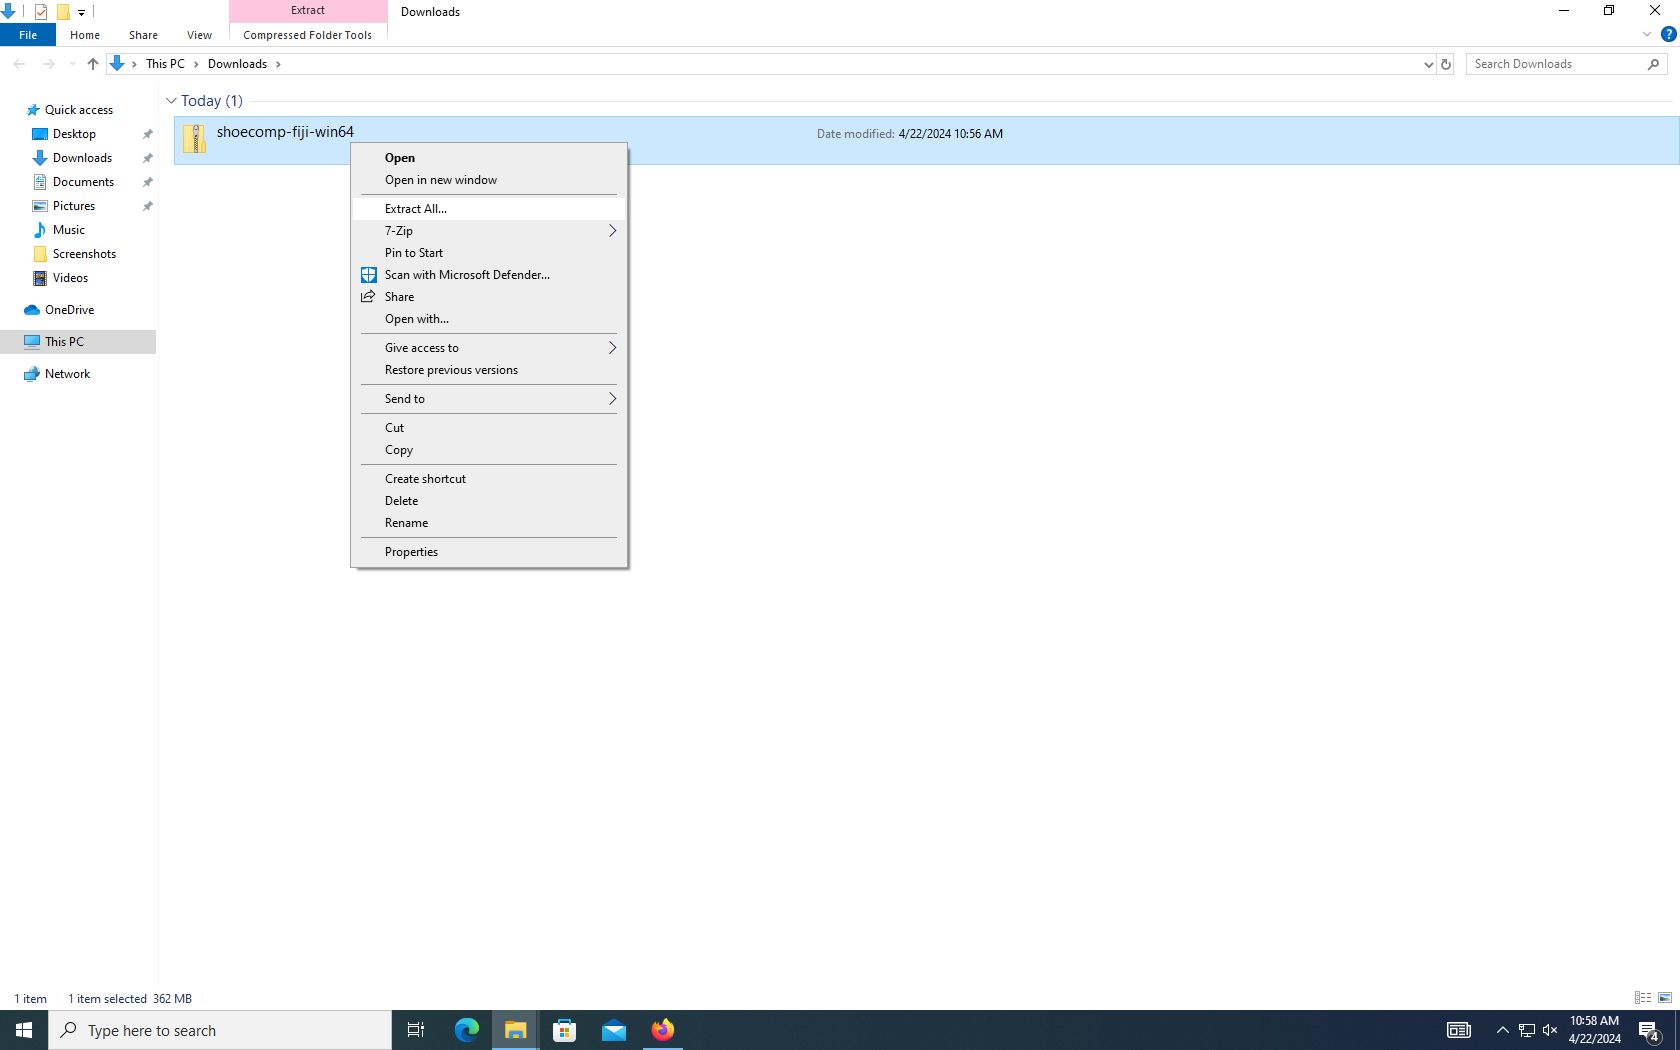 Extract
Downloads
File
Home
Share
View
Compressed Folder Tools
This PC
Downloads
Search Downloads
Quick access
Desktop
Downloads
Documents
Pictures
Music
Screenshots
Videos
OneDrive
This PC
Network
Today (1)
shoecomp-fiji-win64
Date modified: 4/22/2024 10:56 AM
Open
Open in new window
Extract All...
7-Zip
Pin to Start
Scan with Microsoft Defender...
Share
Open with...
Give access to
Restore previous versions
Send to
Cut
Copy
Create shortcut
Delete
Rename
Properties
1 item
1 item selected 362 MB
Type here to search
10:58 AM
4/22/2024
4